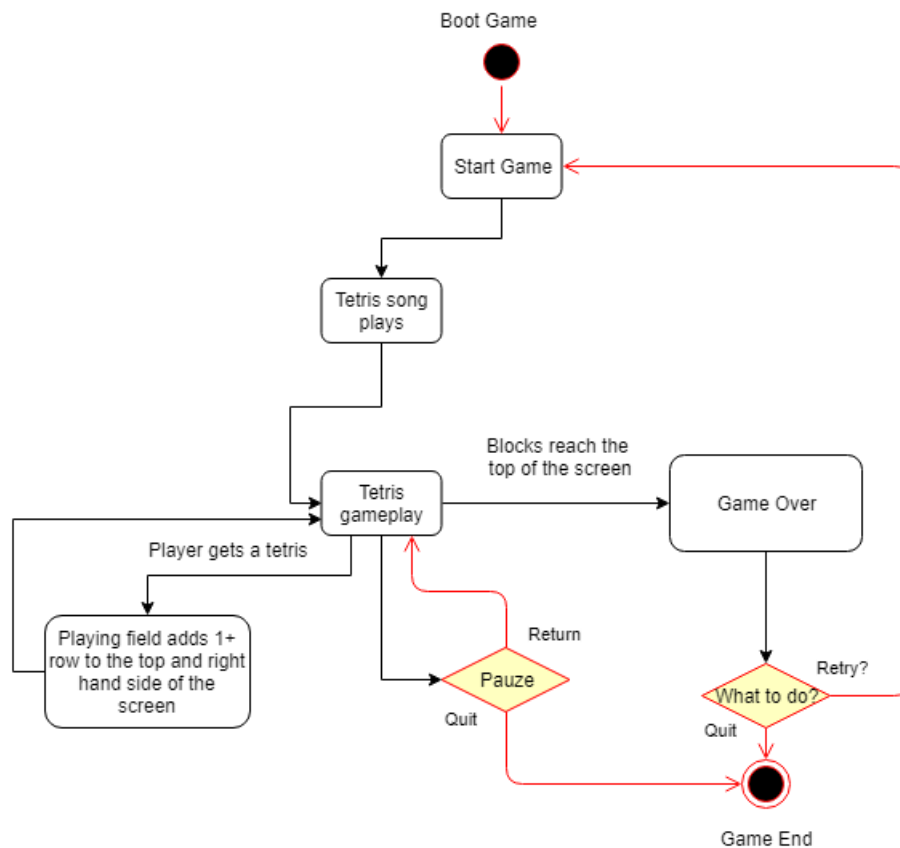 Boot Game
Start Game
Tetris song
plays
Blocks reach the
top of the screen
Tetris
gameplay
Game Over
Player gets a tetris
Playing field adds 1+
row to the top and right
hand side of the
screen
Return
Pauze
Quit
Retry?
What to do?
Quit
Game End